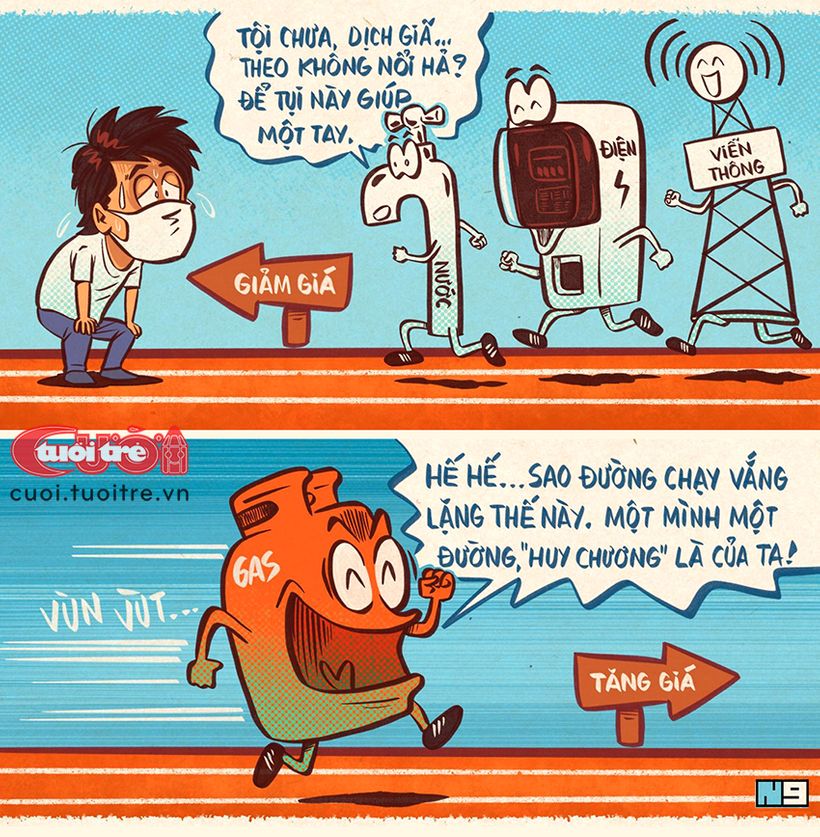 TỘI CHƯA, DỊCH GIÃ...
THEO KHÔNG NỔI HẢ?
ĐỂ TỤI NÀY GIÚP
MỘT TAY.
VIỄN
THÔNG
ĐIỆN
NƯỚC
GIẢM GIÁ
tuổi trẻ
CƯỜI
cuoi.tuoitre.vn
HẾ HẾ...SAO ĐƯỜNG CHẠY VẮNG
LẶNG THẾ NÀY. MỘT MÌNH MỘT
ĐƯỜNG,"HUY CHƯƠNG" LÀ CỦA TA!
GAS
VÙN VÙT...
TĂNG GIÁ
N9